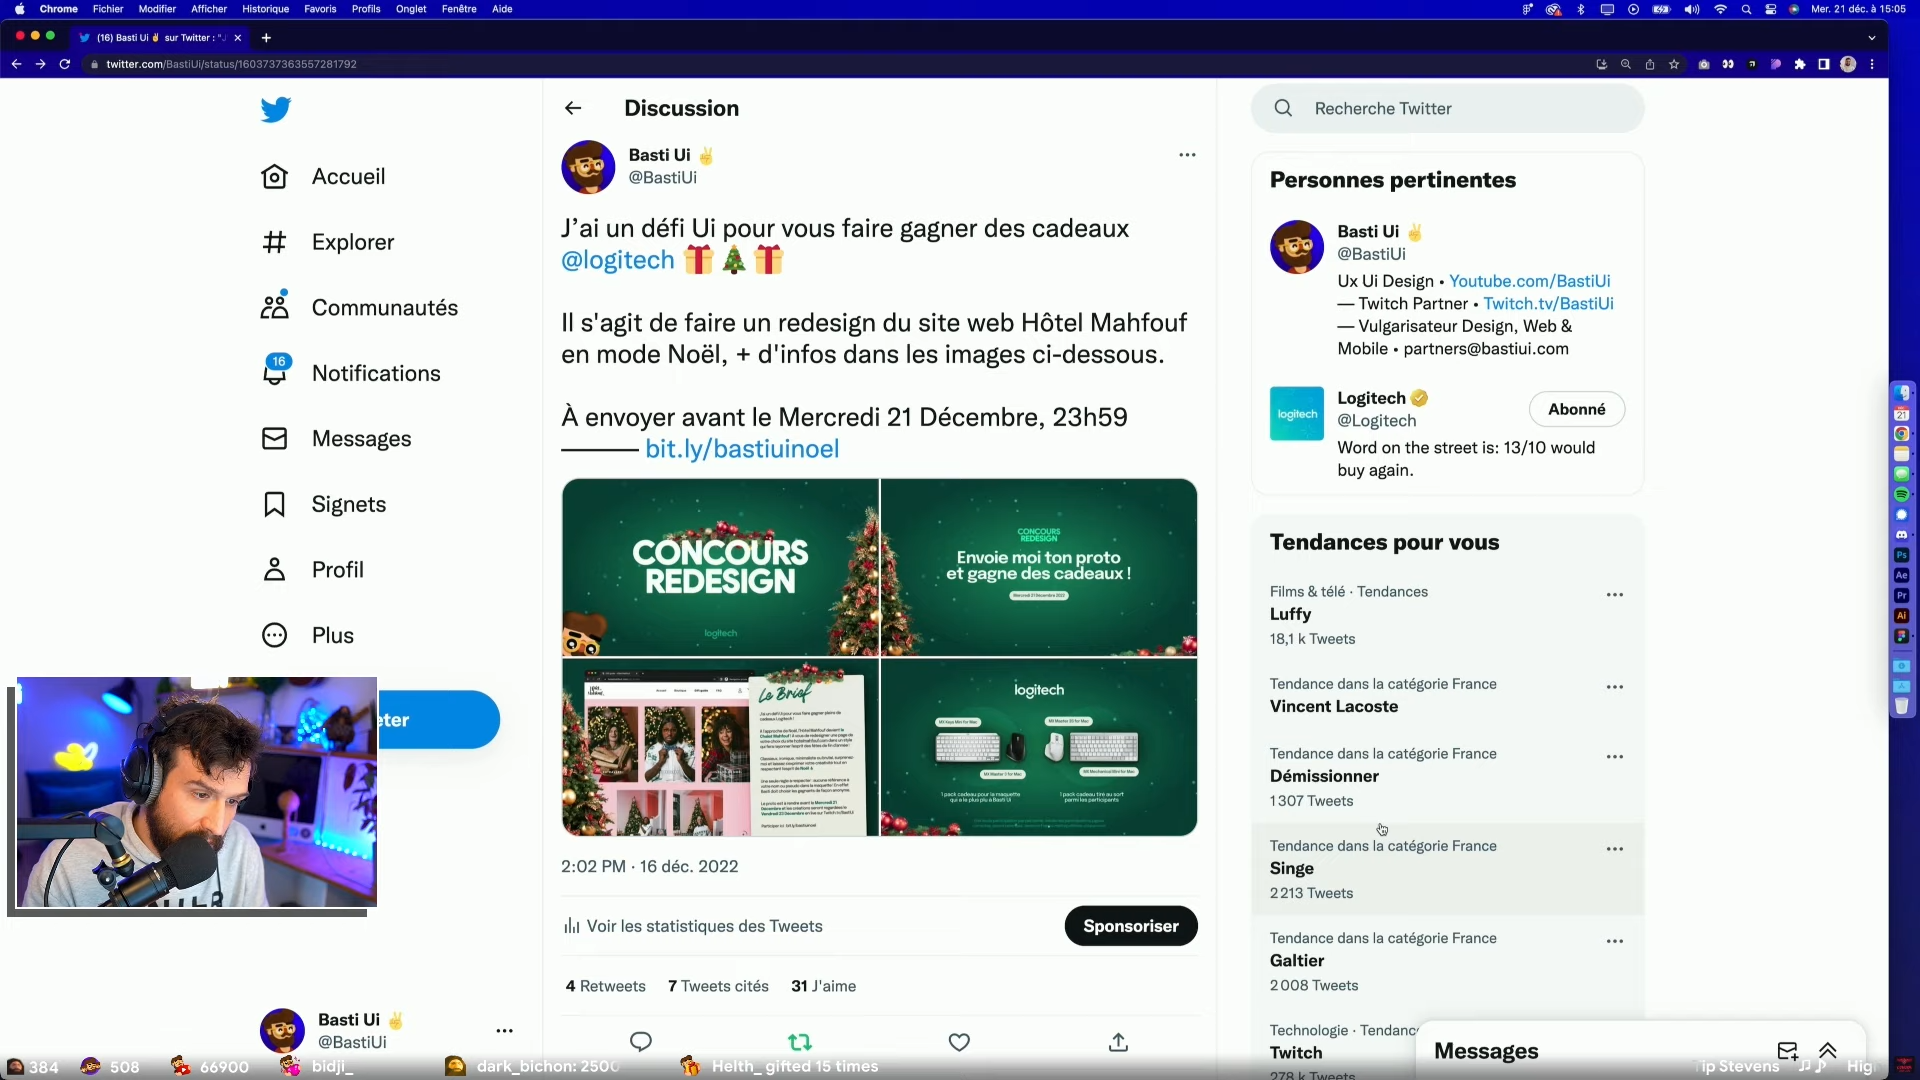 Chrome Fichier Modifier Afficher Historique Favoris Profils Onglet Fenêtre Aide
Mer. 21 déc. à 15:05
(16) Basti Ui ✌ sur Twitter : "J
twitter.com/BastiUi/status/1603737363557281792
Accueil
Explorer
Communautés
16
Notifications
Messages
Signets
Profil
Plus
eter
Basti Ui ✌
@BastiUi
Discussion
Basti Ui ✌
@BastiUi
J'ai un défi Ui pour vous faire gagner des cadeaux
@logitech 🎁🎄🎁
Il s'agit de faire un redesign du site web Hôtel Mahfouf
en mode Noël, + d'infos dans les images ci-dessous.
À envoyer avant le Mercredi 21 Décembre, 23h59
——— bit.ly/bastiuinoel
CONCOURS
REDESIGN
logitech
CONCOURS
REDESIGN
Envoie moi ton proto
et gagne des cadeaux !
Mercredi 21 Décembre 2022
Le Brief
logitech
MX Keys Mini for Mac
MX Master 3 for Mac
MX Mechanical Mini for Mac
1 pack cadeau pour la maquette
qui a le plus plu à Basti Ui
1 pack cadeau tiré au sort
parmi les participants
2:02 PM · 16 déc. 2022
Voir les statistiques des Tweets
Sponsoriser
4 Retweets 7 Tweets cités 31 J'aime
Recherche Twitter
Personnes pertinentes
Basti Ui ✌
@BastiUi
Ux Ui Design • Youtube.com/BastiUi
— Twitch Partner • Twitch.tv/BastiUi
— Vulgarisateur Design, Web &
Mobile • partners@bastiui.com
logitech
Logitech
@Logitech
Abonné
Word on the street is: 13/10 would
buy again.
Tendances pour vous
Films & télé · Tendances
Luffy
18,1 k Tweets
Tendance dans la catégorie France
Vincent Lacoste
Tendance dans la catégorie France
Démissionner
1 307 Tweets
Tendance dans la catégorie France
Singe
2 213 Tweets
Tendance dans la catégorie France
Galtier
2 008 Tweets
Technologie · Tendanc
Twitch
278 k Tweets
Messages
21
Ps
Ae
Pr
Ai
384 508 66900 bidji_ dark_bichon: 2500 Helth_ gifted 15 times
Tip Stevens
High